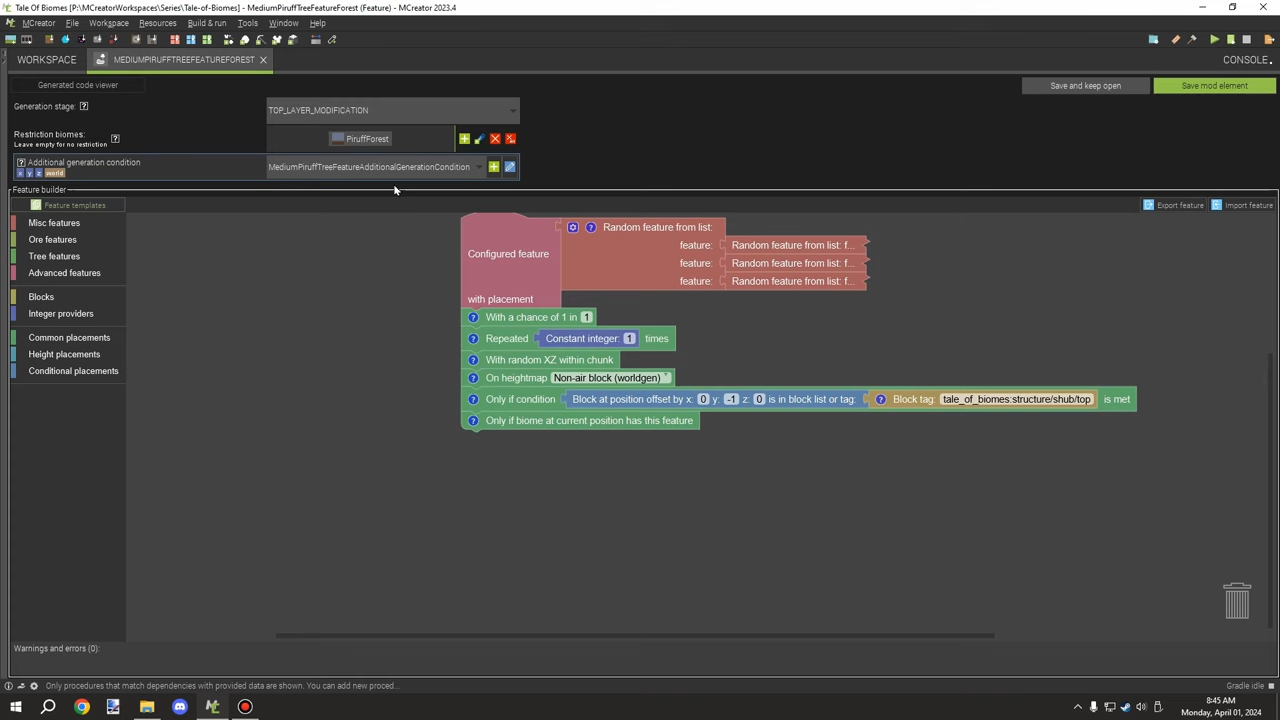 Tale Of Biomes [P:\MCreatorWorkspaces\Series\Tale-of-Biomes] - MediumPiruffTreeFeatureForest (Feature) - MCreator 2023.4
MCreator File Workspace Resources Build & run Tools Window Help
WORKSPACE MEDIUMPIRUFFTREEFEATUREFOREST CONSOLE
Generated code viewer Save and keep open Save mod element
Generation stage: ? TOP_LAYER_MODIFICATION
Restriction biomes: ? PiruffForest
Leave empty for no restriction
? Additional generation condition MediumPiruffTreeFeatureAdditionalGenerationCondition
x y z world
Feature builder
Feature templates Export feature Import feature
Misc features
Ore features
Tree features
Advanced features
Blocks
Integer providers
Common placements
Height placements
Conditional placements
Configured feature
with placement
? Random feature from list:
feature: Random feature from list: f...
feature: Random feature from list: f...
feature: Random feature from list: f...
? With a chance of 1 in 1
? Repeated Constant integer: 1 times
? With random XZ within chunk
? On heightmap Non-air block (worldgen)
? Only if condition Block at position offset by x: 0 y: -1 z: 0 is in block list or tag: ? Block tag: tale_of_biomes:structure/shub/top is met
? Only if biome at current position has this feature
Warnings and errors (0):
Only procedures that match dependencies with provided data are shown. You can add new proced... Gradle idle
8:45 AM
Monday, April 01, 2024